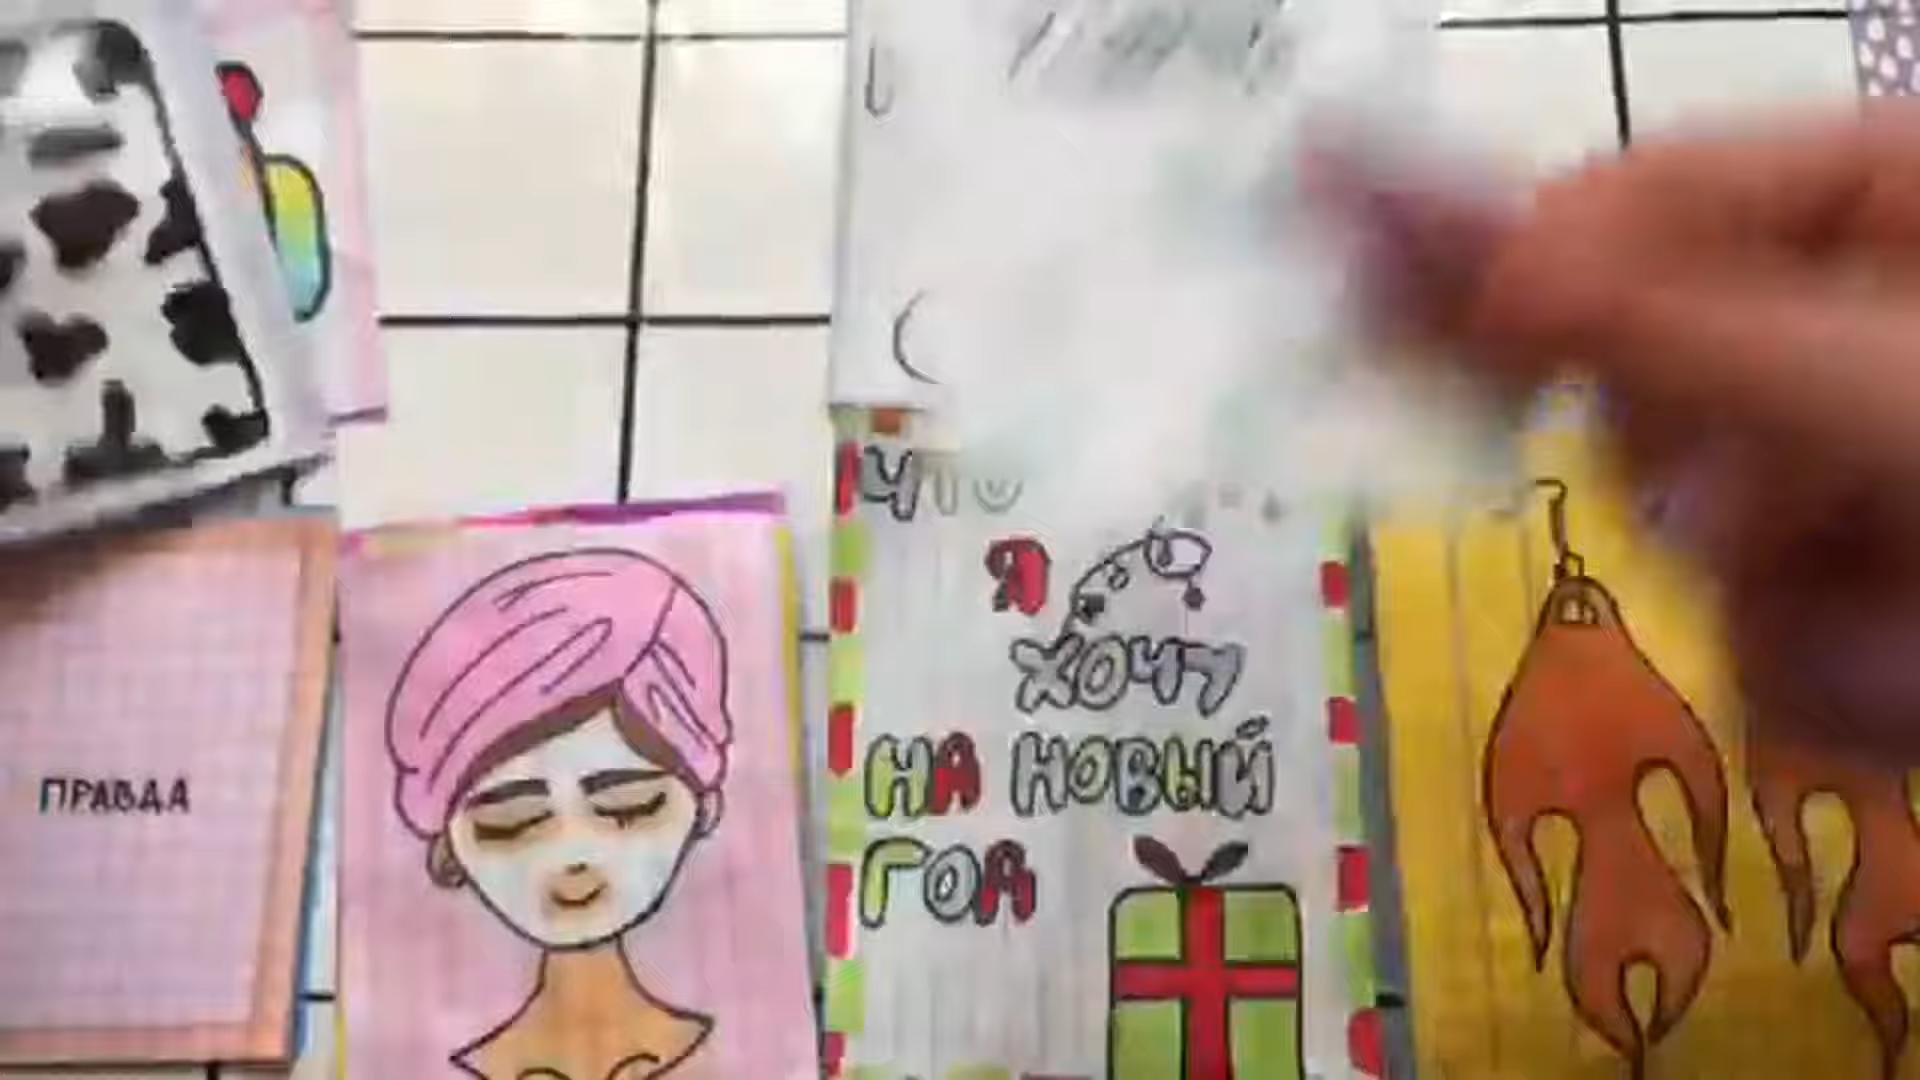 ЧТО
Я
ХОЧУ
НА НОВЫЙ
ГОД
ПРАВДА